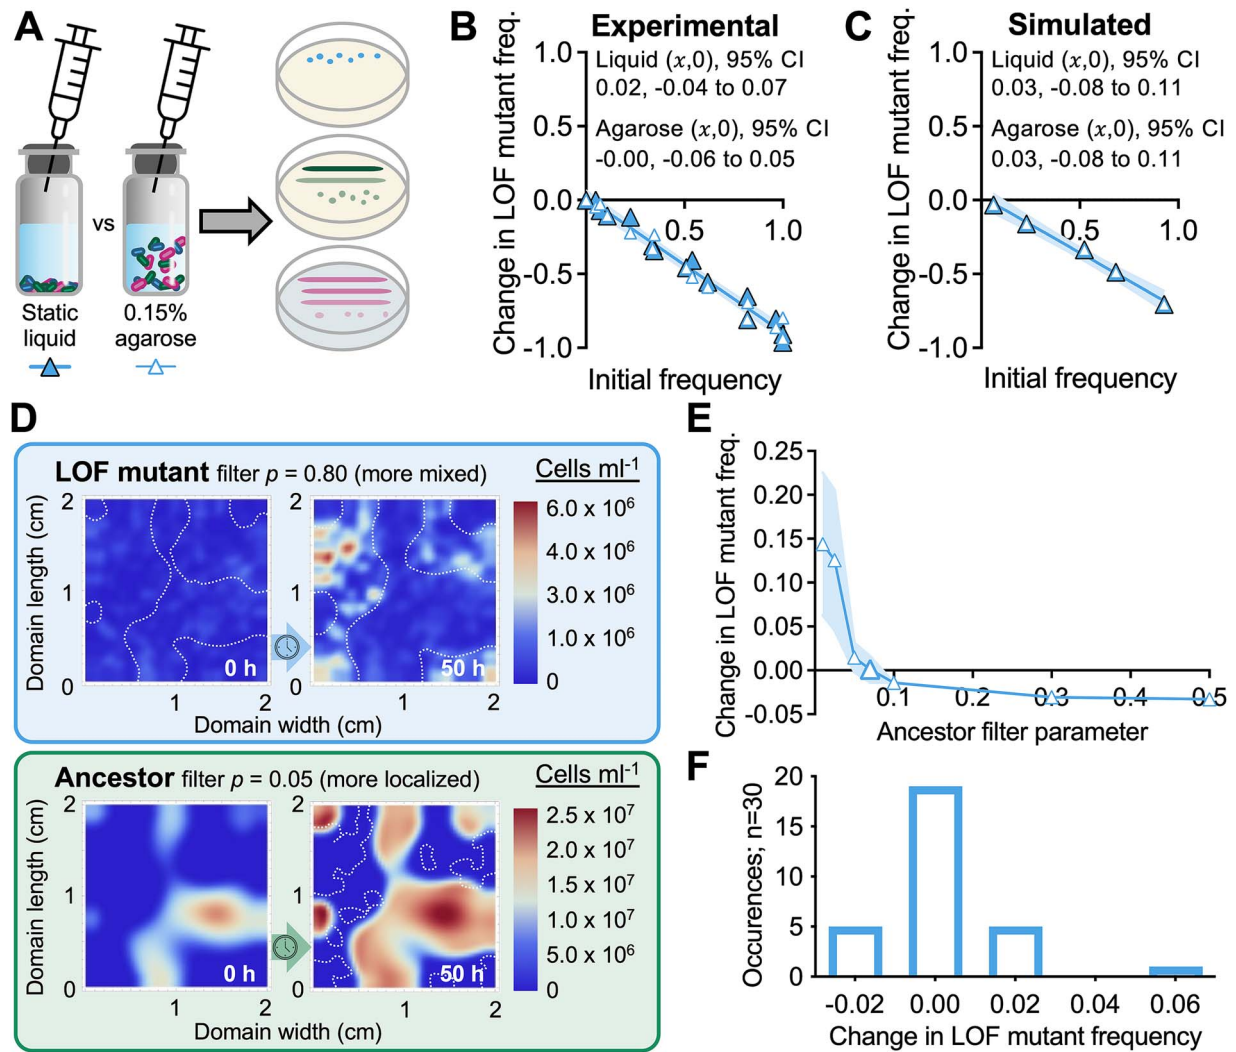 A
Static
liquid
vs
0.15%
agarose
B
Experimental
Change in LOF mutant freq.
1.0
0.5
0.0
-0.5
-1.0
Liquid (x,0), 95% CI
0.02, -0.04 to 0.07
Agarose (x,0), 95% CI
-0.00, -0.06 to 0.05
0.5
1.0
Initial frequency
C
Simulated
Change in LOF mutant freq.
1.0
0.5
0.0
-0.5
-1.0
Liquid (x,0), 95% CI
0.03, -0.08 to 0.11
Agarose (x,0), 95% CI
0.03, -0.08 to 0.11
0.5
1.0
Initial frequency
D
LOF mutant filter p = 0.80 (more mixed)
Cells ml-1
Domain length (cm)
2
1
0
0 h
1
2
2
1
0
50 h
1
2
Domain width (cm)
6.0 x 10⁶
4.0 x 10⁶
3.0 x 10⁶
1.0 x 10⁶
0
Ancestor filter p = 0.05 (more localized)
Cells ml-1
Domain length (cm)
2
1
0
0 h
1
2
2
1
0
50 h
1
2
Domain width (cm)
2.5 x 10⁷
2.0 x 10⁷
1.5 x 10⁷
1.0 x 10⁷
5.0 x 10⁶
0
E
Change in LOF mutant freq.
0.25
0.20
0.15
0.10
0.05
0.00
-0.05
0.1
0.2
0.3
0.4
0.5
Ancestor filter parameter
F
Occurences; n=30
20
15
10
5
0
-0.02
0.00
0.02
0.04
0.06
Change in LOF mutant frequency